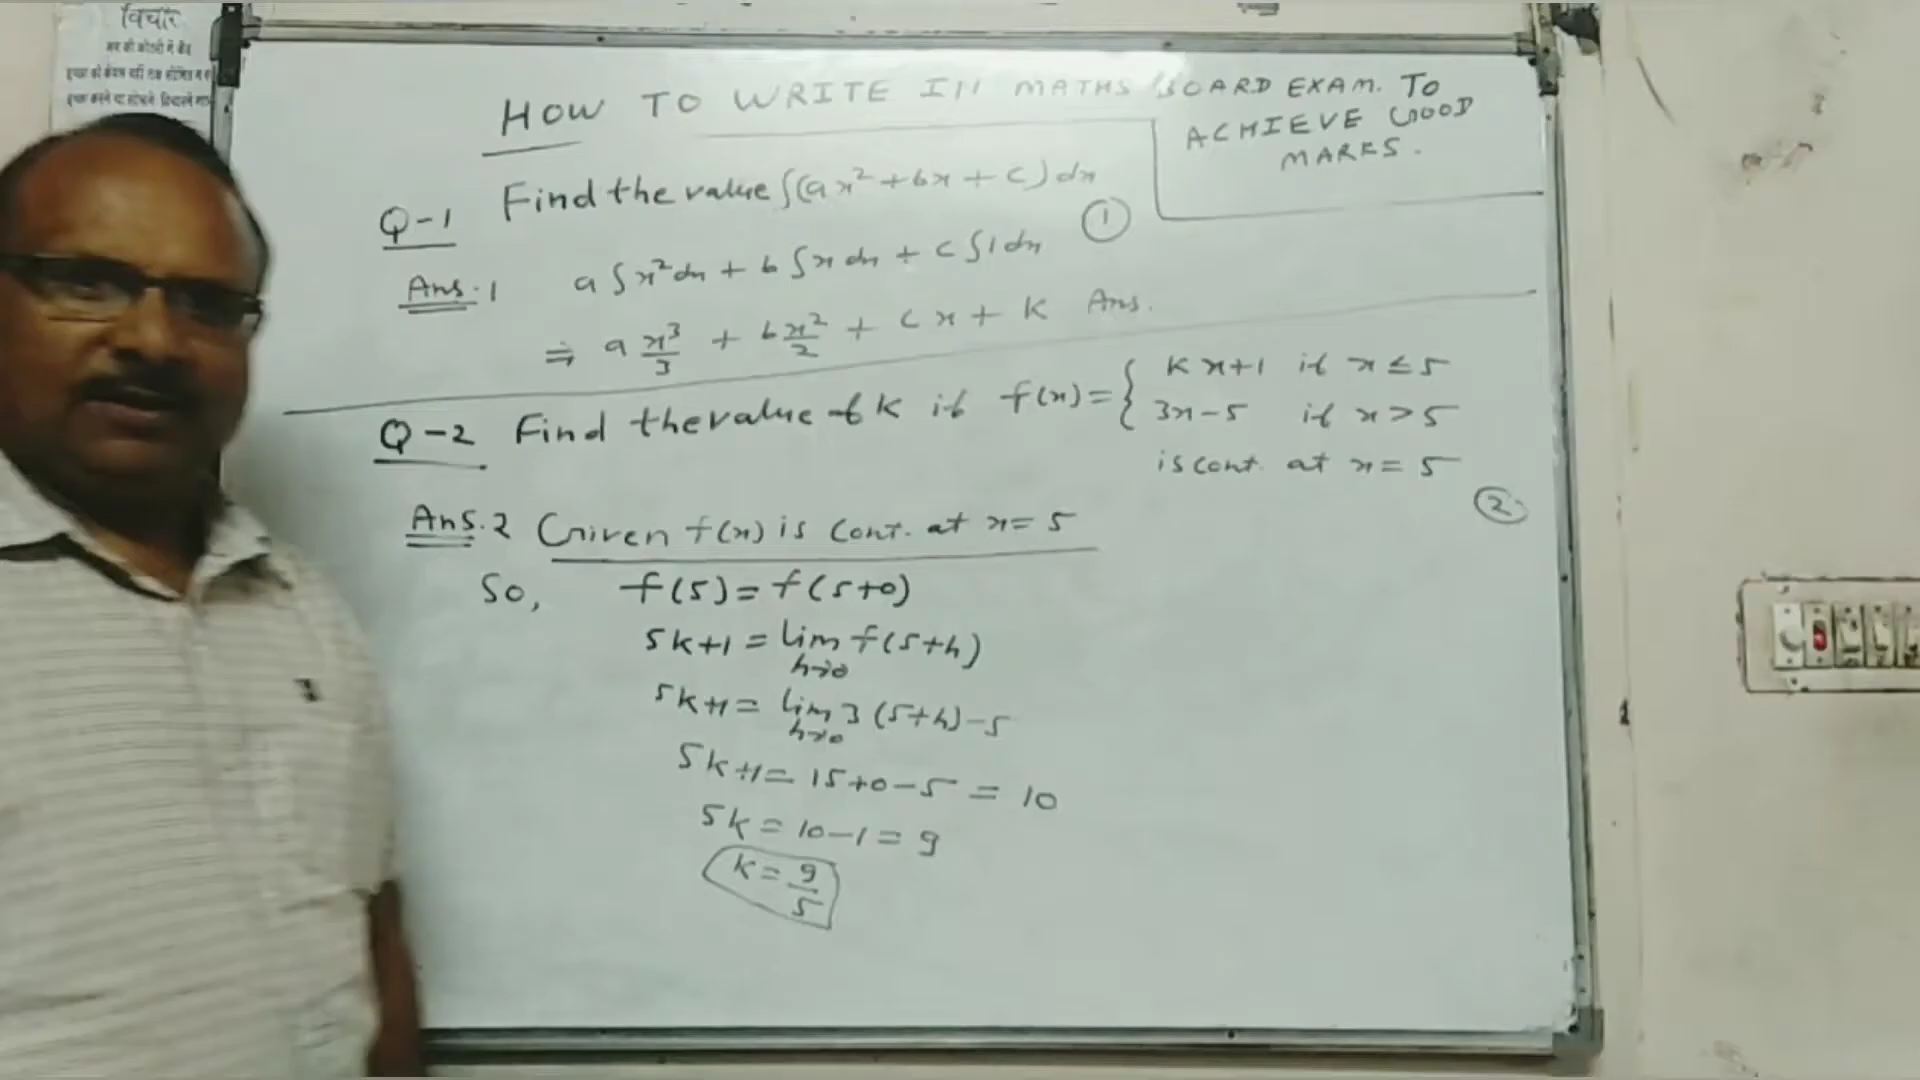 विचार
HOW TO WRITE IN MATHS BOARD EXAM. TO
ACHIEVE GOOD
MARKS.
Q-1 Find the value ∫(ax²+bx+c)dx
①
Ans.1 a∫x²dx + b∫x dx + c∫1dx
⇒ a x³/3 + b x²/2 + cx + k Ans.
Q-2 Find the value of k if f(x)={ kx+1 if x≤5
3x-5 if x>5
is cont. at x=5
②
Ans.2 Given f(x) is cont. at x=5
So, f(5)=f(5+0)
5k+1 = lim h→0 f(5+h)
5k+1 = lim h→0 3(5+h)-5
5k+1 = 15+0-5 = 10
5k = 10-1 = 9
k = 9/5